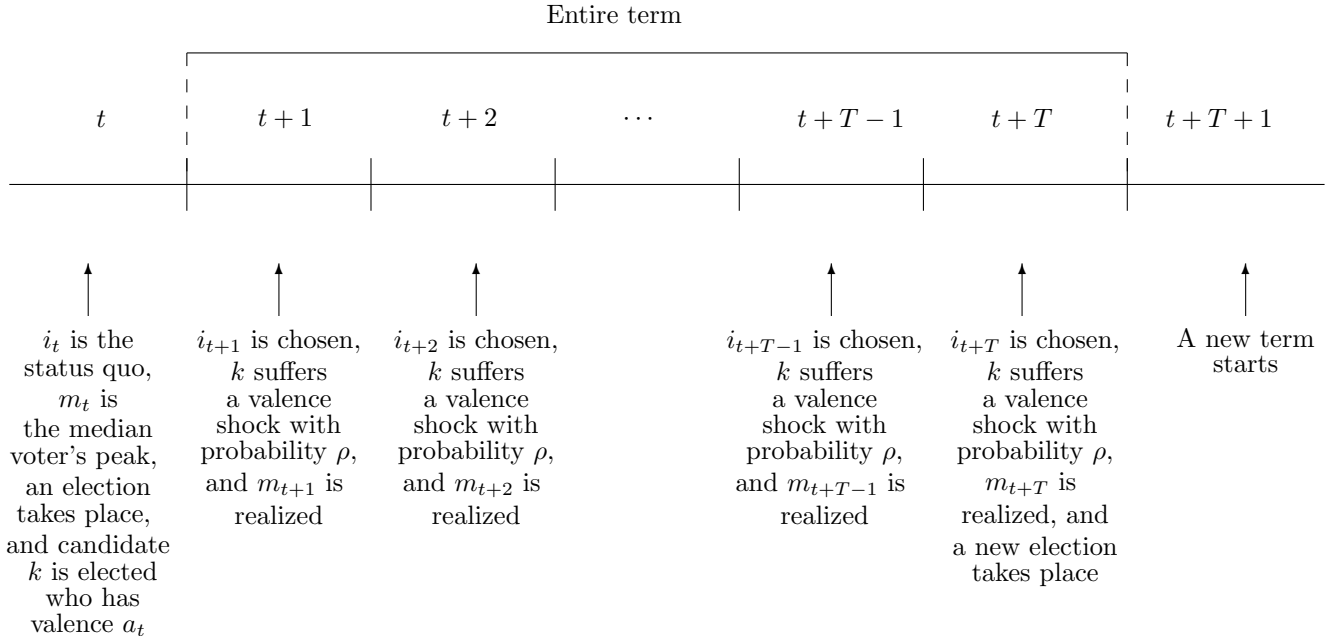 Entire term
t
t + 1
t + 2
⋯
t + T − 1
t + T
t + T + 1
i_t is the
status quo,
m_t is
the median
voter's peak,
an election
takes place,
and candidate
k is elected
who has
valence a_t
i_{t+1} is chosen,
k suffers
a valence
shock with
probability ρ,
and m_{t+1} is
realized
i_{t+2} is chosen,
k suffers
a valence
shock with
probability ρ,
and m_{t+2} is
realized
i_{t+T−1} is chosen,
k suffers
a valence
shock with
probability ρ,
and m_{t+T−1} is
realized
i_{t+T} is chosen,
k suffers
a valence
shock with
probability ρ,
m_{t+T} is
realized, and
a new election
takes place
A new term
starts